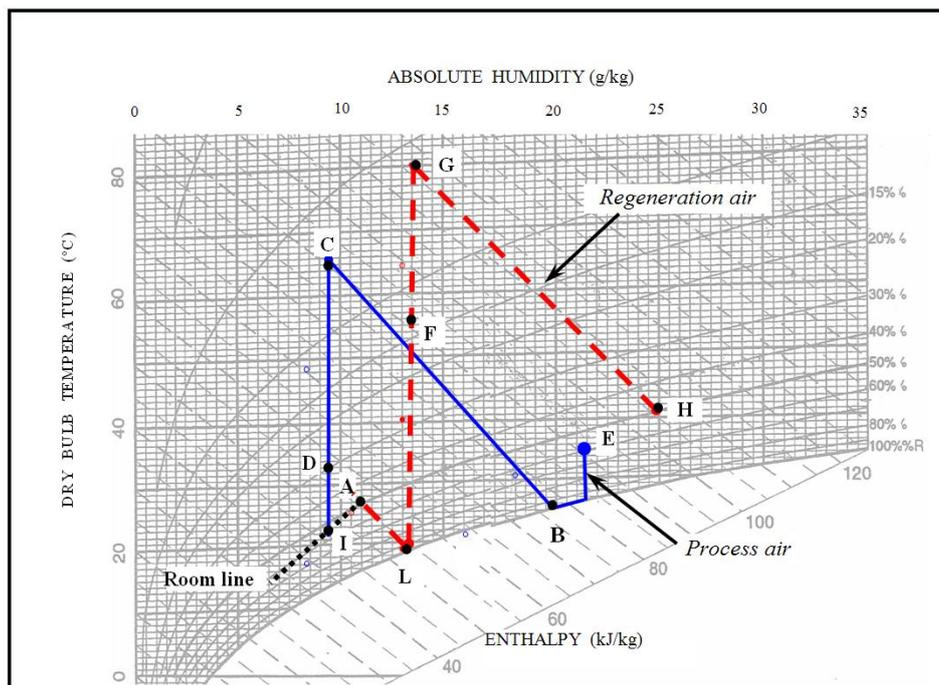 ABSOLUTE HUMIDITY (g/kg)
0 5 10 15 20 25 30 35
DRY BULB TEMPERATURE (°C)
80
60
40
20
0
G
Regeneration air
C
F
H
E
D
A
I
B
L
Process air
Room line
15%
20%
30%
40%
50%
60%
80%
100%%R
120
100
80
60
40
ENTHALPY (kJ/kg)